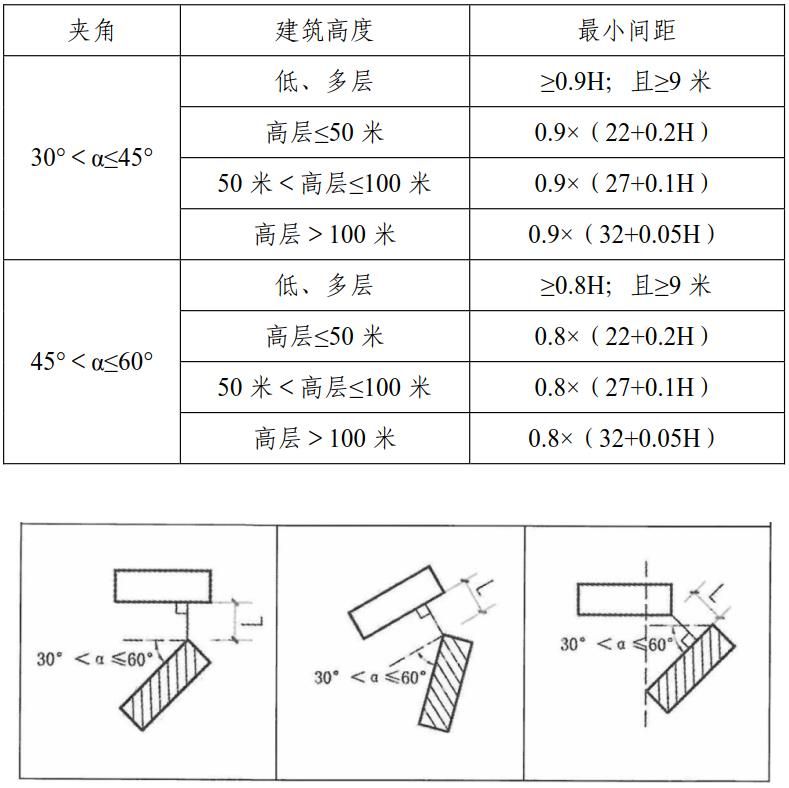 夹角 建筑高度 最小间距
30°＜α≤45° 低、多层 ≥0.9H；且≥9 米
高层≤50 米 0.9×（22+0.2H）
50 米＜高层≤100 米 0.9×（27+0.1H）
高层＞100 米 0.9×（32+0.05H）
45°＜α≤60° 低、多层 ≥0.8H；且≥9 米
高层≤50 米 0.8×（22+0.2H）
50 米＜高层≤100 米 0.8×（27+0.1H）
高层＞100 米 0.8×（32+0.05H）
L
30° ＜α≤60°
L
30° ＜α≤60°
L
30° ＜α≤60°